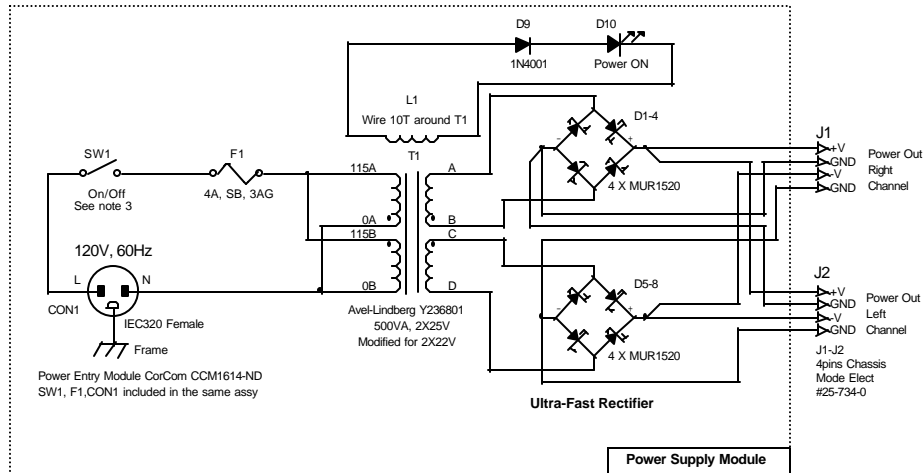 D9
D10
1N4001
Power ON
L1
Wire 10T around T1
D1-4
- +
4 X MUR1520
SW1
On/Off
See note 3
F1
4A, SB, 3AG
T1
115A
0A
115B
0B
A
B
C
D
120V, 60Hz
L
N
CON1
IEC320 Female
Frame
Avel-Lindberg Y236801
500VA, 2X25V
Modified for 2X22V
D5-8
- +
4 X MUR1520
J1
+V
GND
-V
GND
Power Out
Right
Channel
J2
+V
GND
-V
GND
Power Out
Left
Channel
J1-J2
4pins Chassis
Mode Elect
#25-734-0
Power Entry Module CorCom CCM1614-ND
SW1, F1,CON1 included in the same assy
Ultra-Fast Rectifier
Power Supply Module